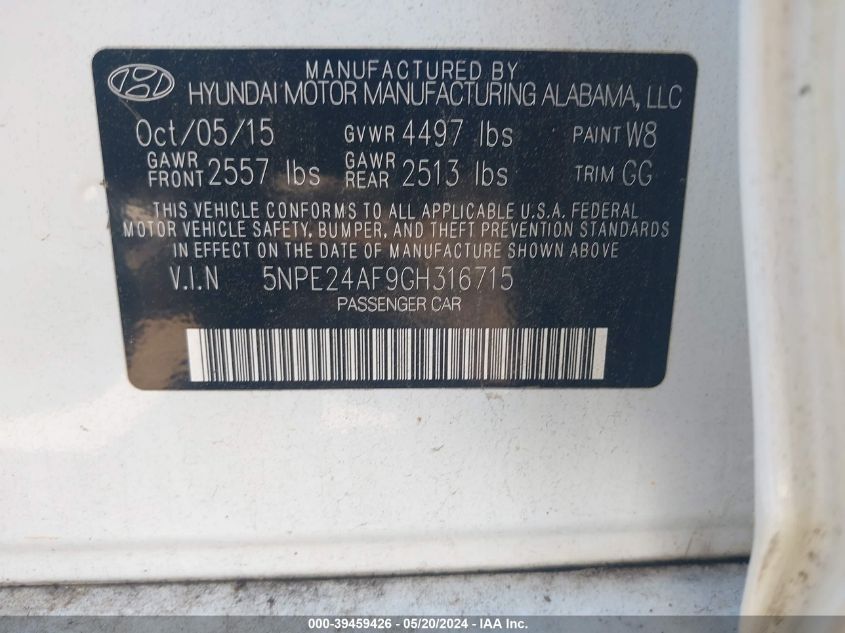 MANUFACTURED BY
HYUNDAI MOTOR MANUFACTURING ALABAMA, LLC
Oct/05/15 GVWR 4497 lbs PAINT W8
GAWR FRONT 2557 lbs GAWR REAR 2513 lbs TRIM GG
THIS VEHICLE CONFORMS TO ALL APPLICABLE U.S.A. FEDERAL
MOTOR VEHICLE SAFETY, BUMPER, AND THEFT PREVENTION STANDARDS
IN EFFECT ON THE DATE OF MANUFACTURE SHOWN ABOVE
V.I.N 5NPE24AF9GH316715
PASSENGER CAR
000-39459426 - 05/20/2024 - IAA Inc.